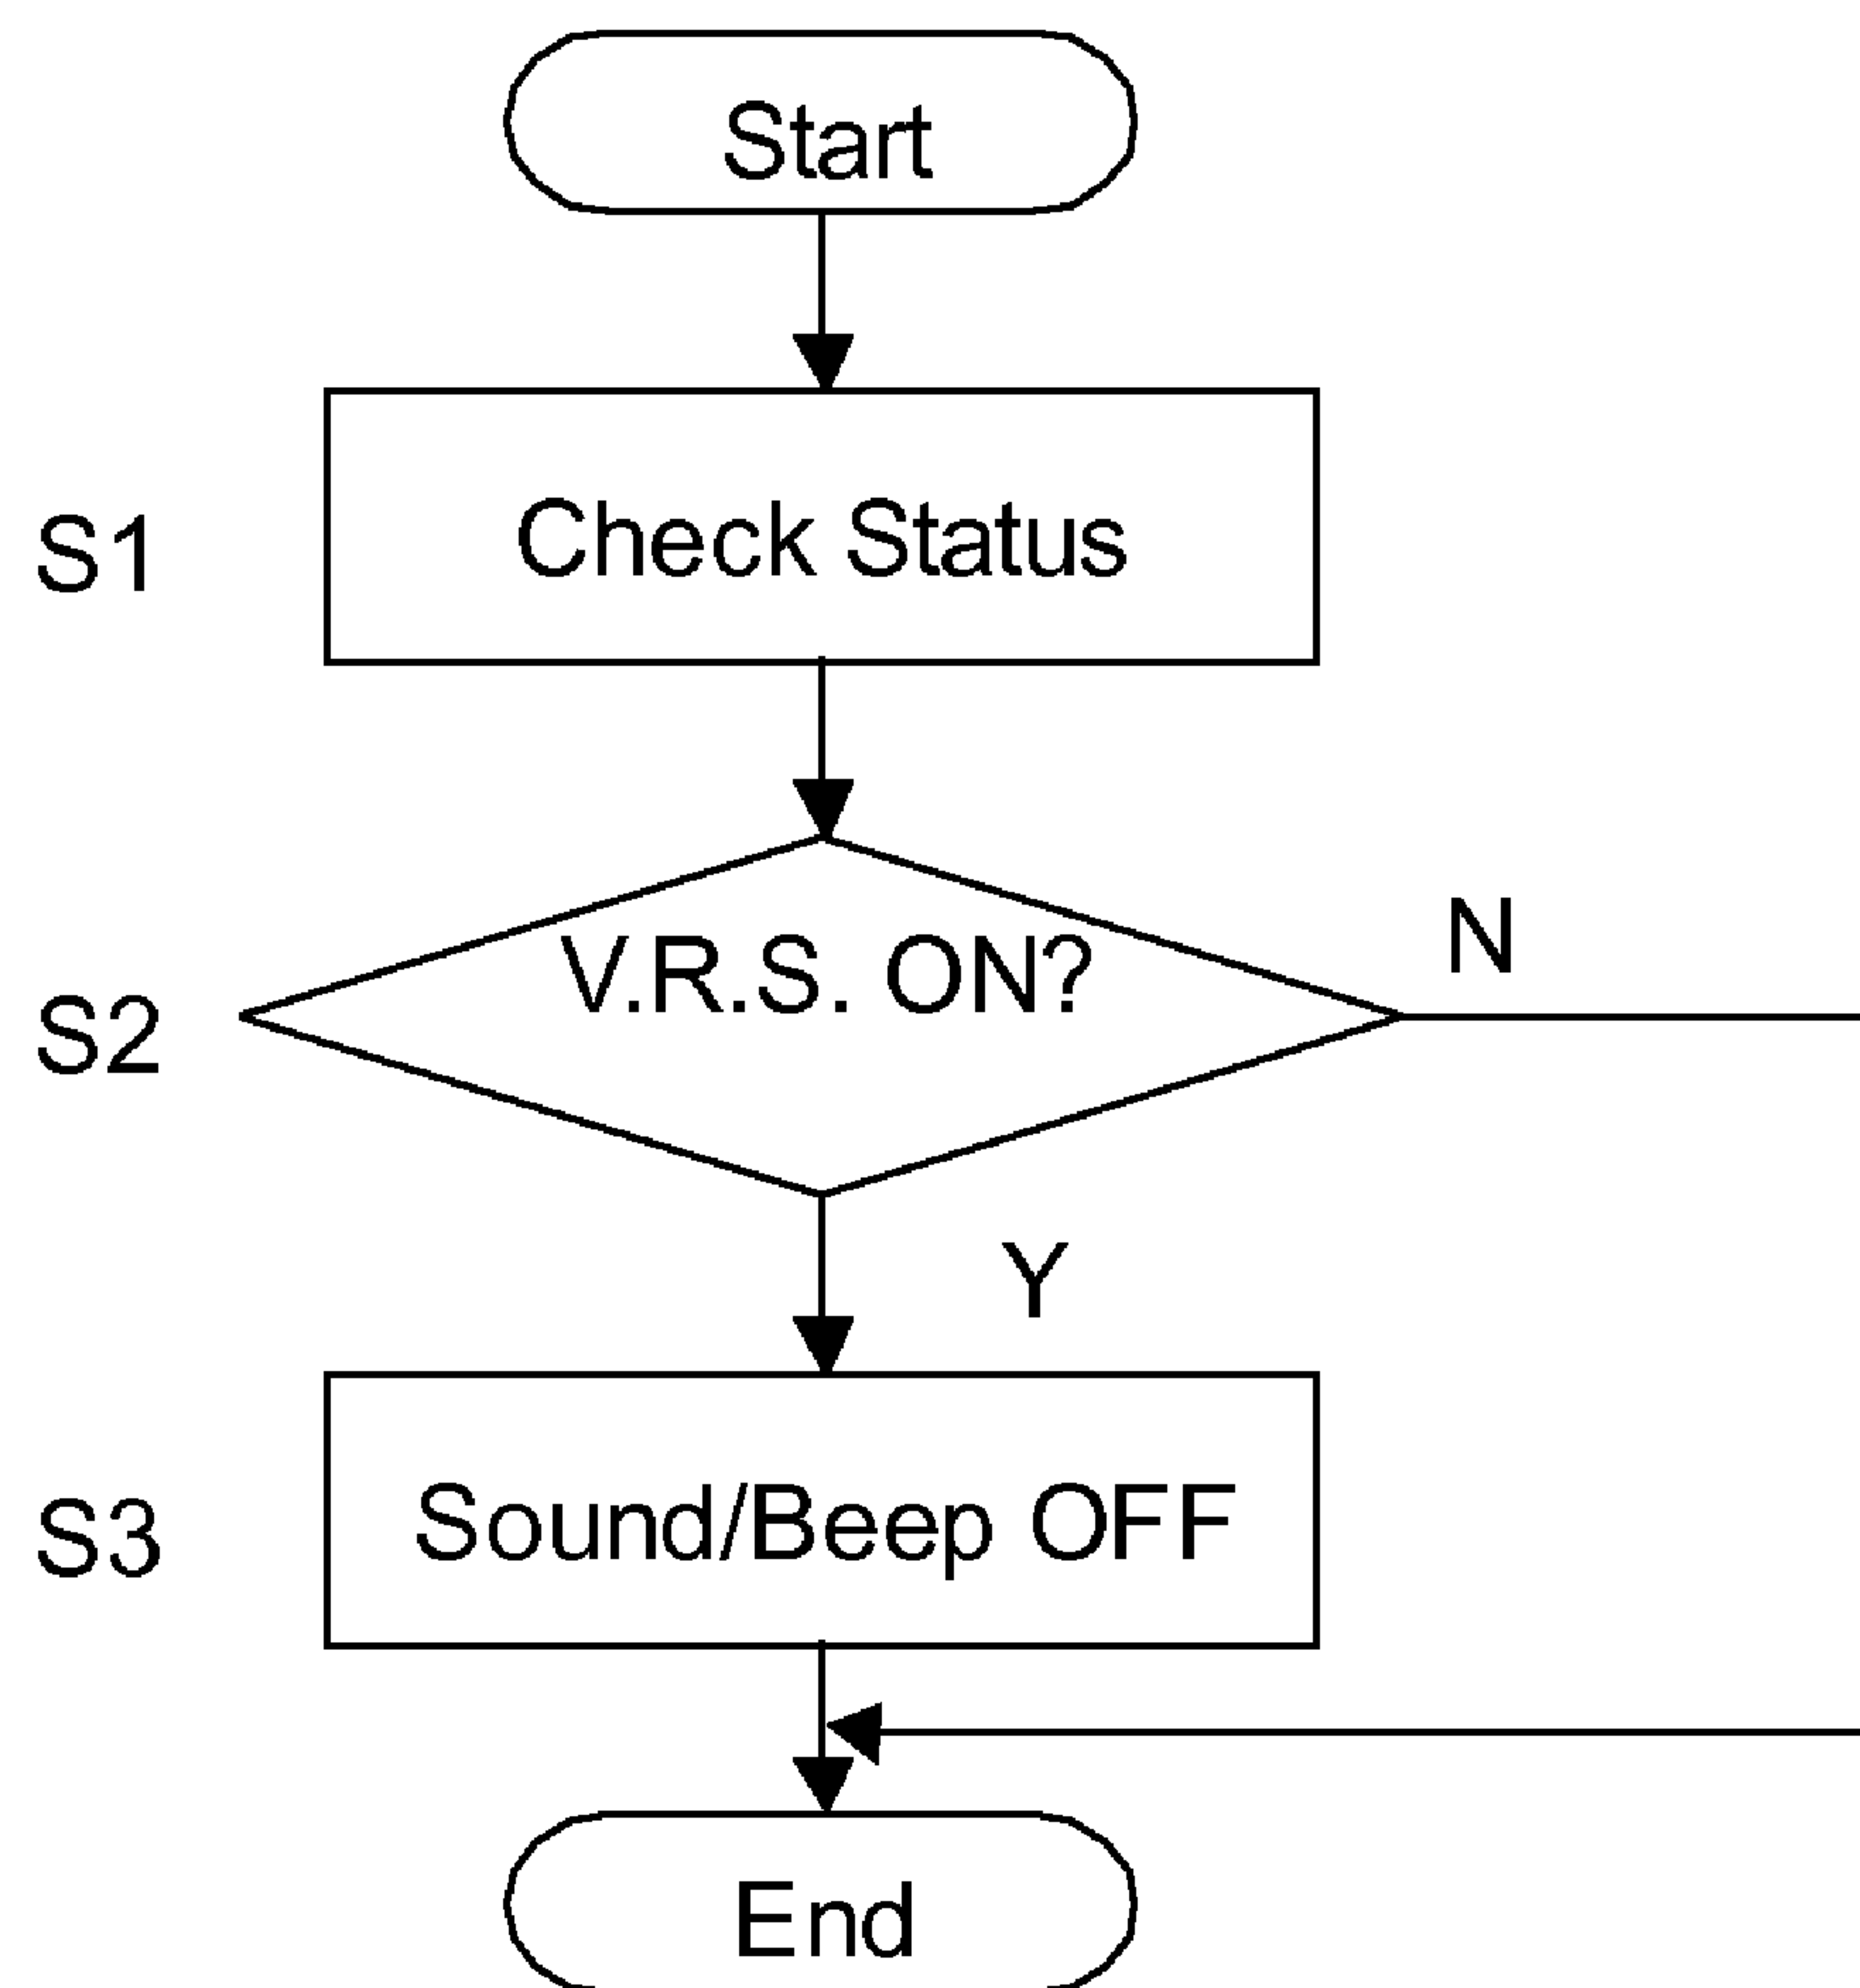 Start
S1
Check Status
S2
V.R.S. ON?
N
Y
S3
Sound/Beep OFF
End